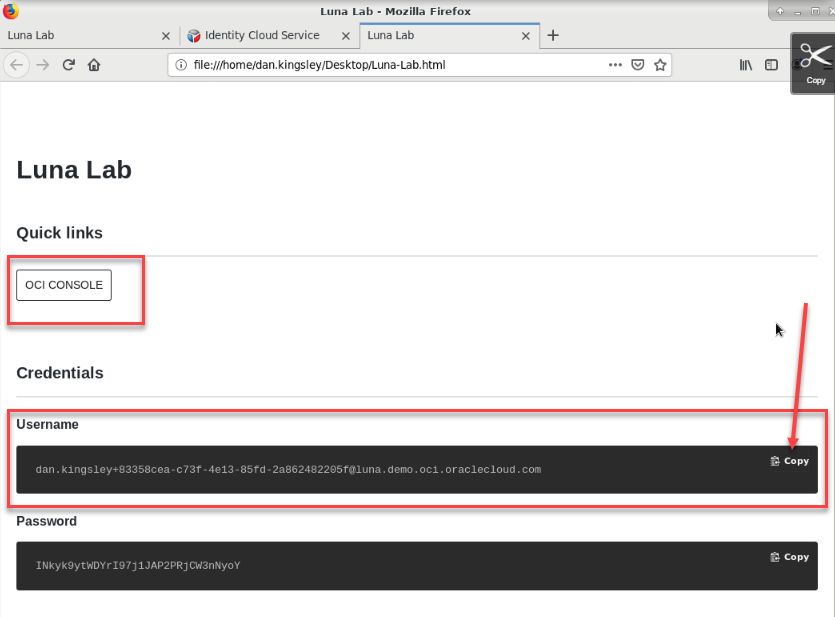 Luna Lab - Mozilla Firefox
Luna Lab
Identity Cloud Service
Luna Lab
file:///home/dan.kingsley/Desktop/Luna-Lab.html
Copy
Luna Lab
Quick links
OCI CONSOLE
Credentials
Username
Copy
dan.kingsley+83358cea-c73f-4e13-85fd-2a862482205f@luna.demo.oci.oraclecloud.com
Password
Copy
INkyk9ytWDYrI97j1JAP2PRjCW3nNyoY